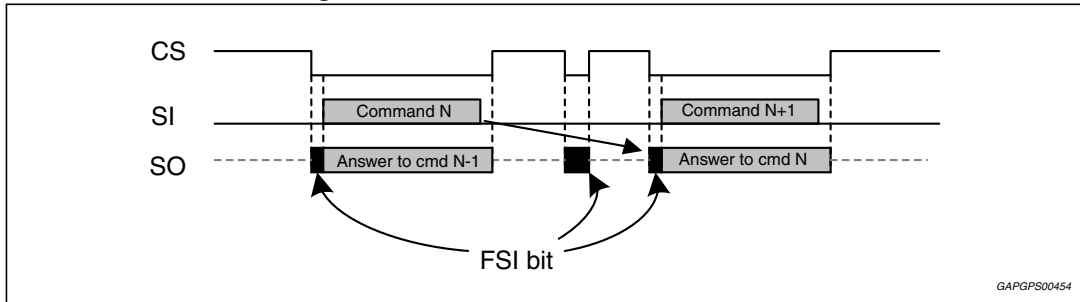 CS
SI
Command N
Command N+1
SO
Answer to cmd N-1
Answer to cmd N
FSI bit
GAPGPS00454